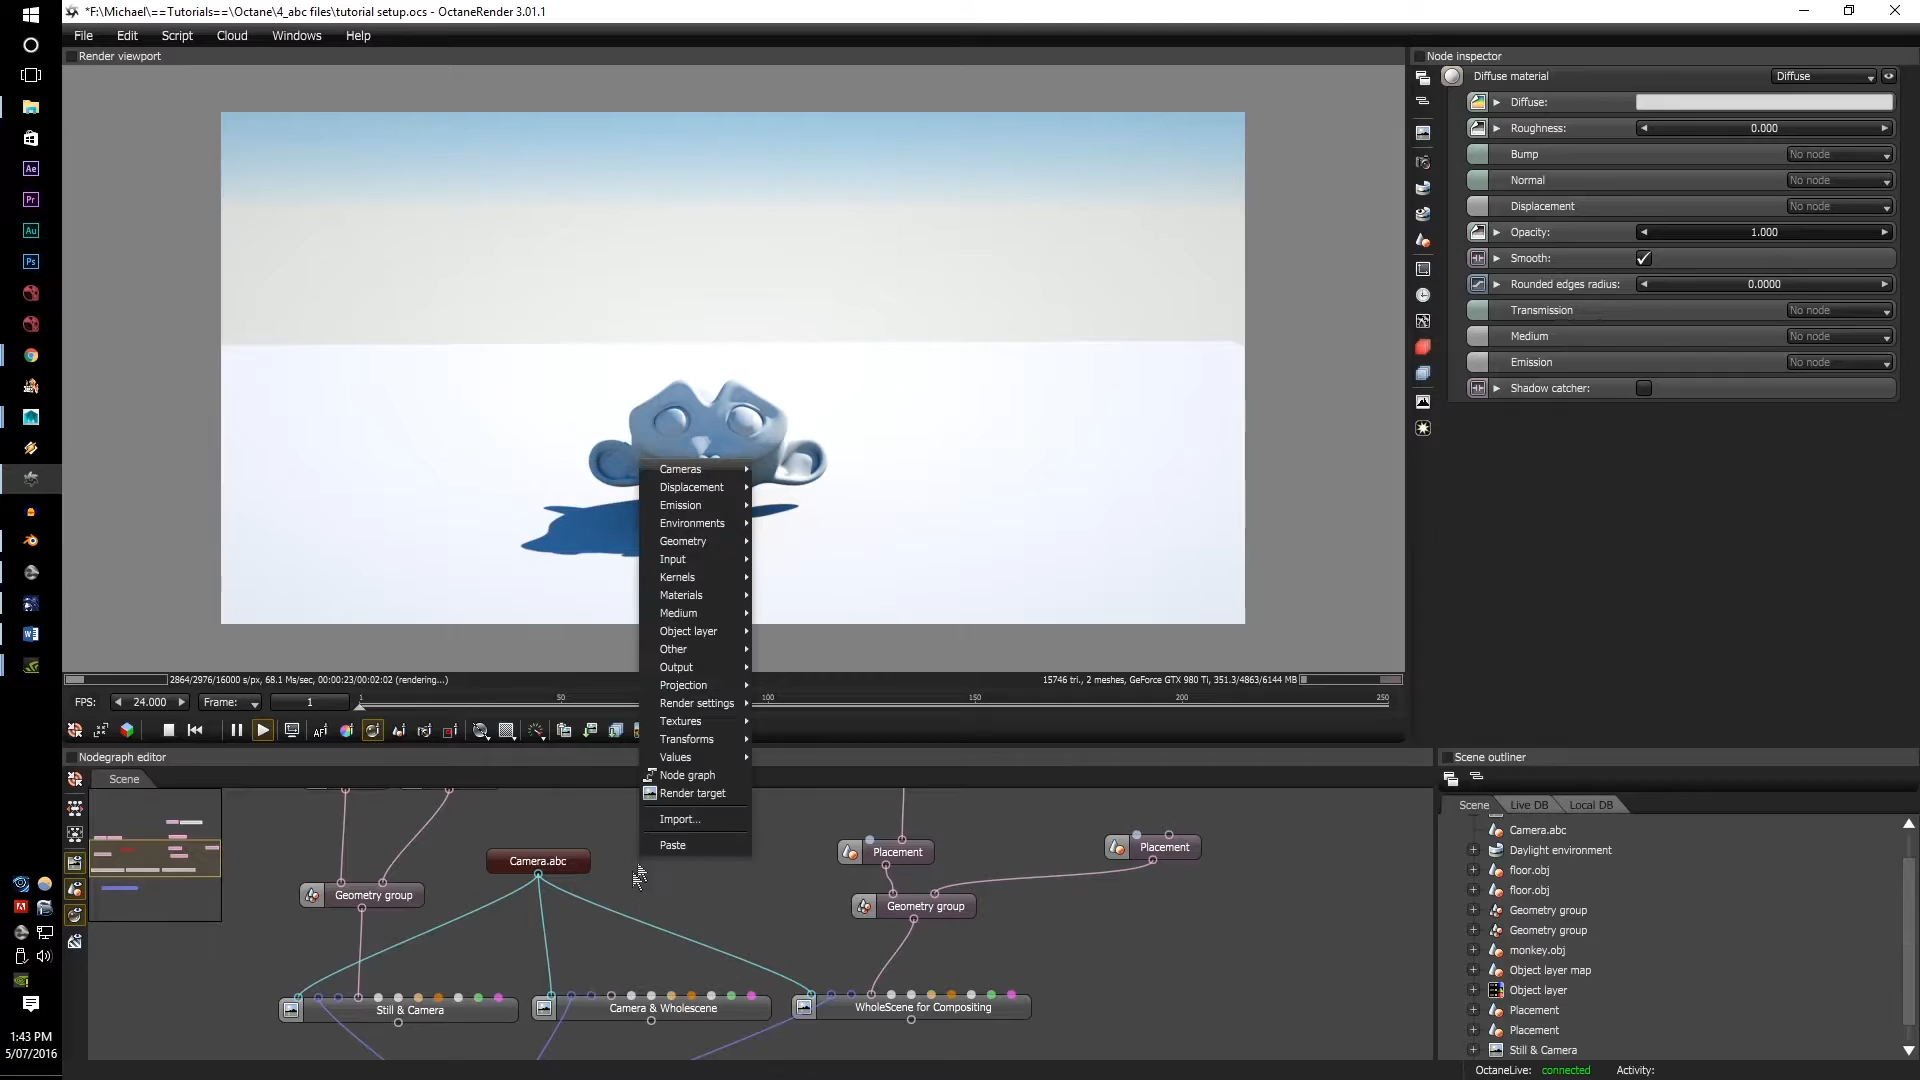 *F:\Michael\==Tutorials==\Octane\4_abc files\tutorial setup.ocs - OctaneRender 3.01.1
File Edit Script Cloud Windows Help
Render viewport
Node inspector
Diffuse material Diffuse
Diffuse:
Roughness: 0.000
Bump No node
Normal No node
Displacement No node
Opacity: 1.000
Smooth:
Rounded edges radius: 0.0000
Transmission No node
Medium No node
Emission No node
Shadow catcher:
Ae
Pr
Au
Ps
Cameras
Displacement
Emission
Environments
Geometry
Input
Kernels
Materials
Medium
Object layer
Other
Output
Projection
Render settings
Textures
Transforms
Values
Node graph
Render target
Import...
Paste
2864/2976/16000 s/px, 68.1 Ms/sec, 00:00:23/00:02:02 (rendering...)
15746 tri., 2 meshes, GeForce GTX 980 Ti, 351.3/4863/6144 MB
FPS: 24.000 Frame: 1
1 50 100 150 200 250
AF
Nodegraph editor
Scene
Camera.abc
Geometry group
Placement
Placement
Geometry group
Still & Camera
Camera & Wholescene
WholeScene for Compositing
Scene outliner
Scene Live DB Local DB
Camera.abc
Daylight environment
floor.obj
floor.obj
Geometry group
Geometry group
monkey.obj
Object layer map
Object layer
Placement
Placement
Still & Camera
OctaneLive: connected Activity:
1:43 PM
5/07/2016